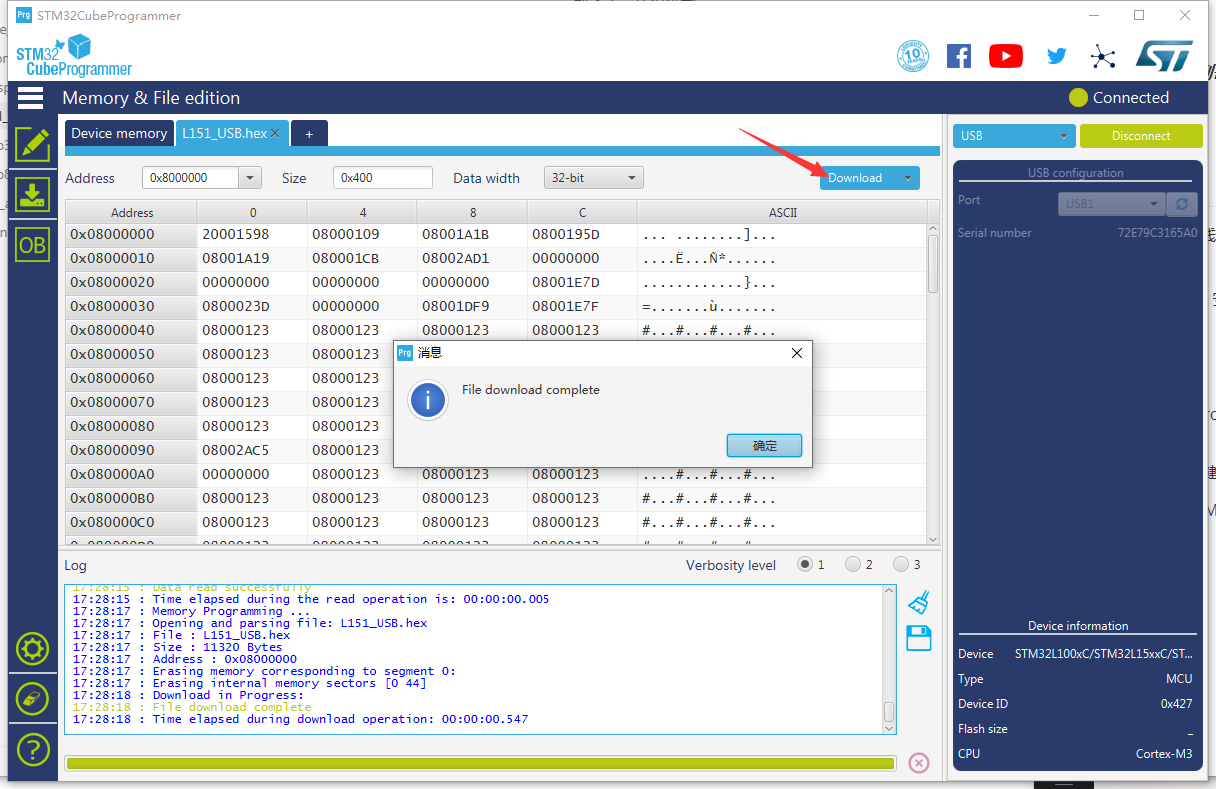 Prg STM32CubeProgrammer
STM32
CubeProgrammer
10
Memory & File edition
Connected
Device memory
L151_USB.hex
+
USB
Disconnect
Address
0x8000000
Size
0x400
Data width
32-bit
Download
Address 0 4 8 C ASCII
0x08000000 20001598 08000109 08001A1B 0800195D ... ........]...
0x08000010 08001A19 080001CB 08002AD1 00000000 ....Ë...Ñ*......
0x08000020 00000000 00000000 00000000 08001E7D ............}...
0x08000030 0800023D 00000000 08001DF9 08001E7F =.......ù.......
0x08000040 08000123 08000123 08000123 08000123 #...#...#...#...
0x08000050 08000123 08000123
0x08000060 08000123 08000123
0x08000070 08000123 08000123
0x08000080 08000123 08000123
0x08000090 08002AC5 08000123
0x080000A0 00000000 08000123 08000123 08000123 ....#...#...#...
0x080000B0 08000123 08000123 08000123 08000123 #...#...#...#...
0x080000C0 08000123 08000123 08000123 08000123 #...#...#...#...
Prg 消息
File download complete
确定
OB
Log
Verbosity level
1
2
3
17:28:15 : Data read successfully
17:28:15 : Time elapsed during the read operation is: 00:00:00.005
17:28:17 : Memory Programming ...
17:28:17 : Opening and parsing file: L151_USB.hex
17:28:17 : File : L151_USB.hex
17:28:17 : Size : 11320 Bytes
17:28:17 : Address : 0x08000000
17:28:17 : Erasing memory corresponding to segment 0:
17:28:17 : Erasing internal memory sectors [0 44]
17:28:18 : Download in Progress:
17:28:18 : File download complete
17:28:18 : Time elapsed during download operation: 00:00:00.547
USB configuration
Port
USB1
Serial number
72E79C3165A0
Device information
Device STM32L100xC/STM32L15xxC/ST...
Type MCU
Device ID 0x427
Flash size _
CPU Cortex-M3